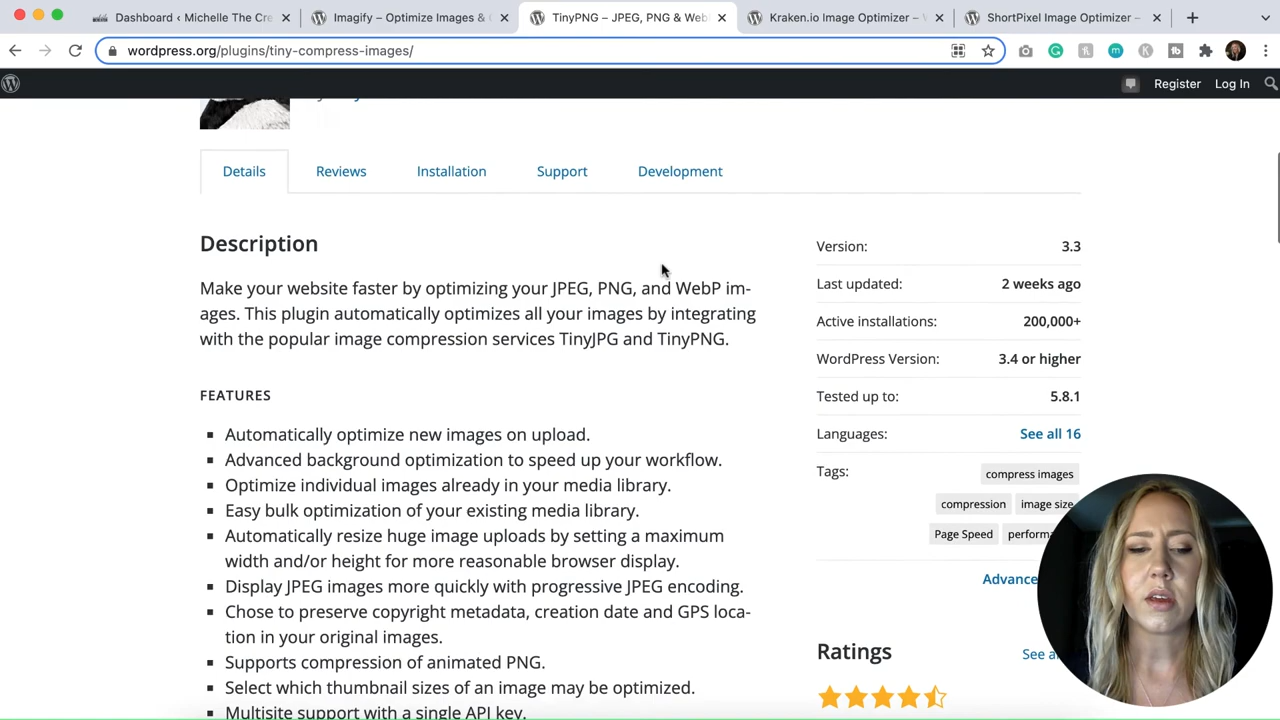 Dashboard ‹ Michelle The Cre
Imagify – Optimize Images &
TinyPNG – JPEG, PNG & Web
Kraken.io Image Optimizer –
ShortPixel Image Optimizer –
wordpress.org/plugins/tiny-compress-images/
Register
Log In
Details
Reviews
Installation
Support
Development
Description
Make your website faster by optimizing your JPEG, PNG, and WebP im-
ages. This plugin automatically optimizes all your images by integrating
with the popular image compression services TinyJPG and TinyPNG.
FEATURES
Automatically optimize new images on upload.
Advanced background optimization to speed up your workflow.
Optimize individual images already in your media library.
Easy bulk optimization of your existing media library.
Automatically resize huge image uploads by setting a maximum
width and/or height for more reasonable browser display.
Display JPEG images more quickly with progressive JPEG encoding.
Chose to preserve copyright metadata, creation date and GPS loca-
tion in your original images.
Supports compression of animated PNG.
Select which thumbnail sizes of an image may be optimized.
Multisite support with a single API key.
Version: 3.3
Last updated: 2 weeks ago
Active installations: 200,000+
WordPress Version: 3.4 or higher
Tested up to: 5.8.1
Languages: See all 16
Tags: compress images
compression image size
Page Speed performa
Advance
Ratings See a